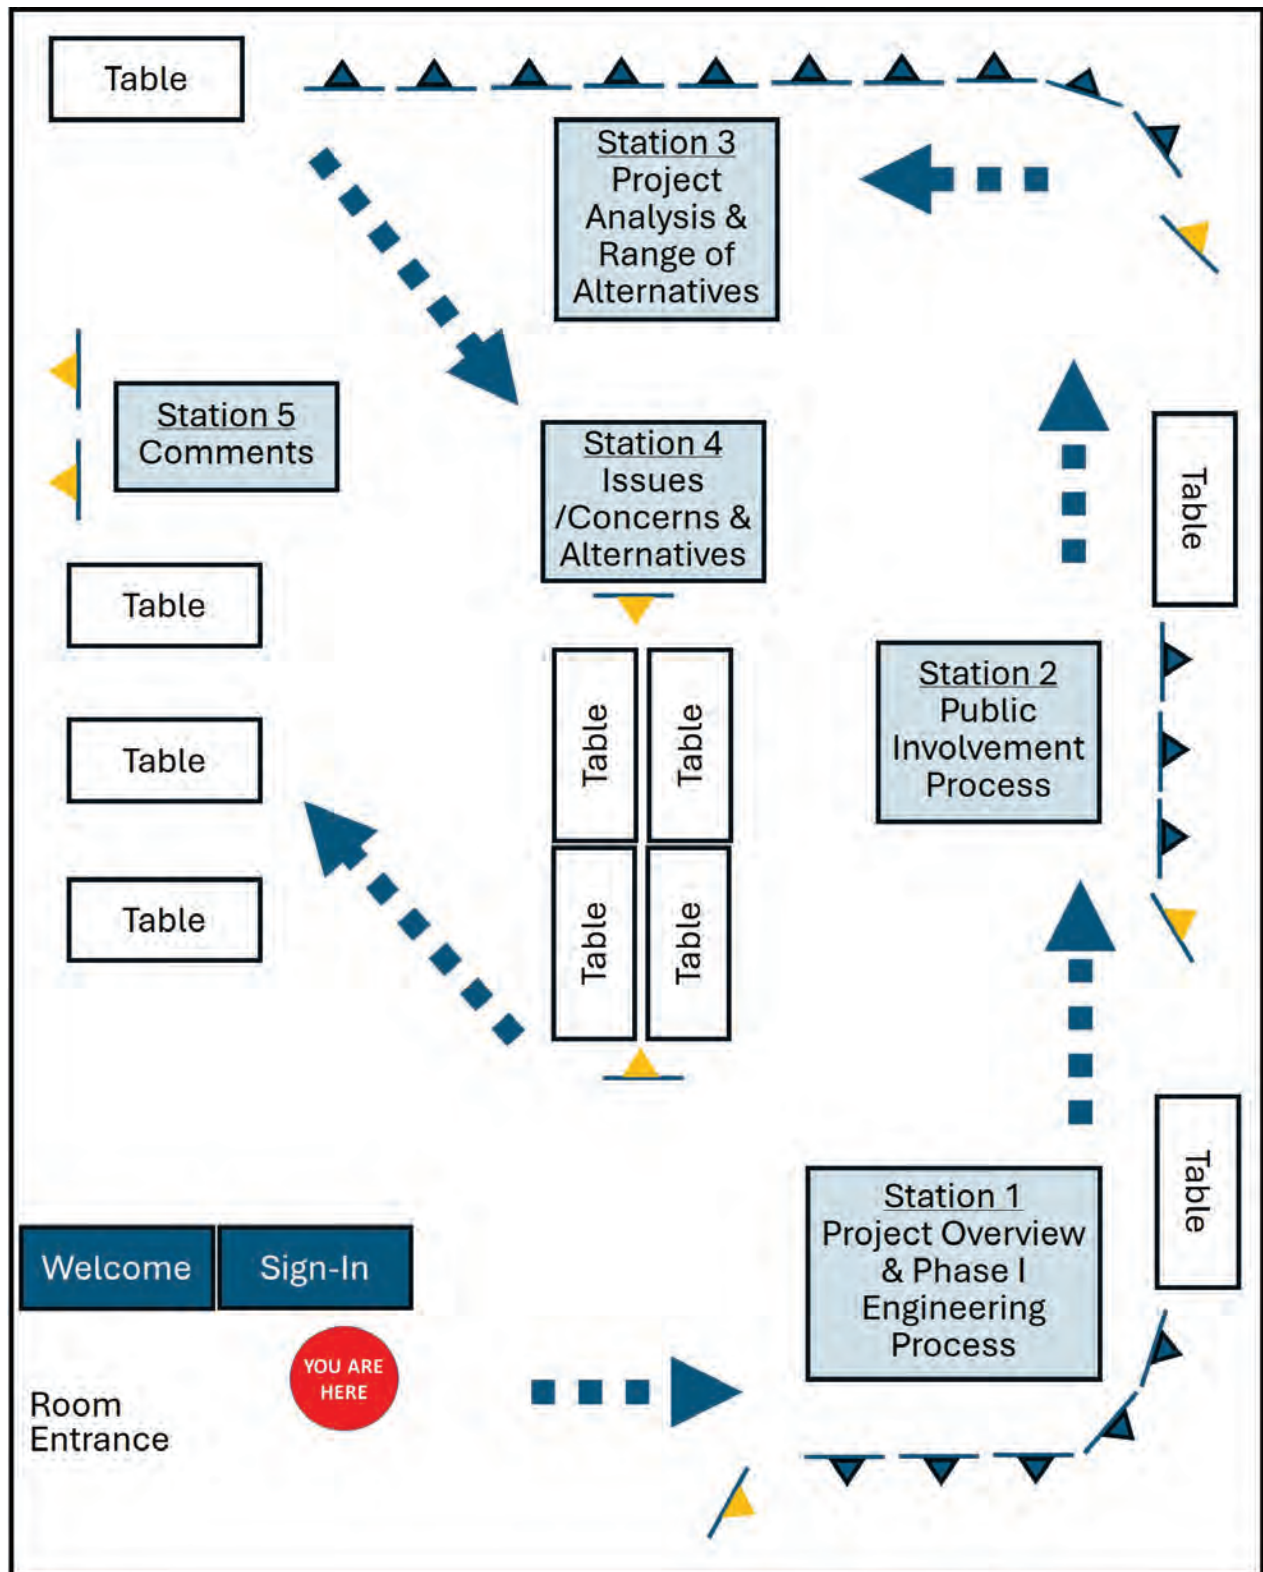 Table
Station 3
Project
Analysis &
Range of
Alternatives
Station 5
Comments
Station 4
Issues
/Concerns &
Alternatives
Table
Table
Table
Table
Table
Table
Table
Table
Station 2
Public
Involvement
Process
Table
Table
Station 1
Project Overview
& Phase I
Engineering
Process
Welcome
Sign-In
YOU ARE
HERE
Room
Entrance